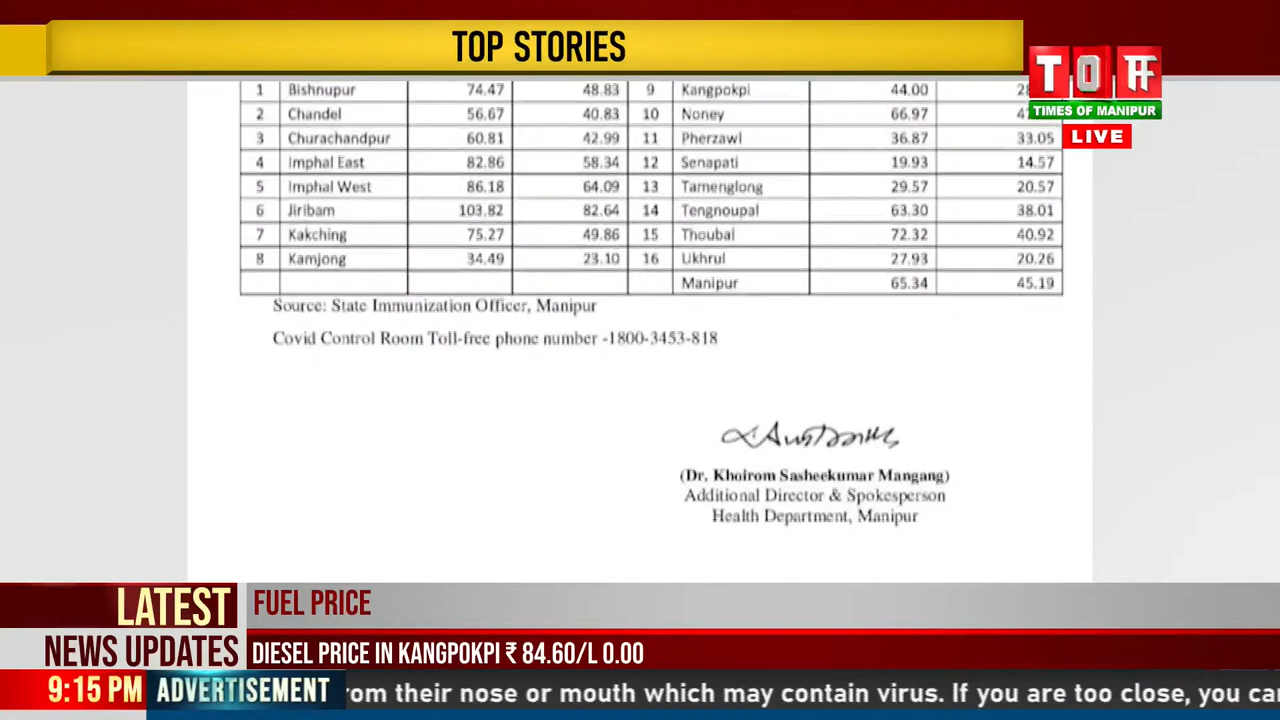 TOP STORIES
TOM
TIMES OF MANIPUR
LIVE
1 Bishnupur 74.47 48.83 9 Kangpokpi 44.00
2 Chandel 56.67 40.83 10 Noney 66.97
3 Churachandpur 60.81 42.99 11 Pherzawl 36.87 33.05
4 Imphal East 82.86 58.34 12 Senapati 19.93 14.57
5 Imphal West 86.18 64.09 13 Tamenglong 29.57 20.57
6 Jiribam 103.82 82.64 14 Tengnoupal 63.30 38.01
7 Kakching 75.27 49.86 15 Thoubal 72.32 40.92
8 Kamjong 34.49 23.10 16 Ukhrul 27.93 20.26
Manipur 65.34 45.19
Source: State Immunization Officer, Manipur
Covid Control Room Toll-free phone number -1800-3453-818
(Dr. Khoirom Sasheekumar Mangang)
Additional Director & Spokesperson
Health Department, Manipur
LATEST
NEWS UPDATES
FUEL PRICE
DIESEL PRICE IN KANGPOKPI ₹ 84.60/L 0.00
9:15 PM ADVERTISEMENT from their nose or mouth which may contain virus. If you are too close, you